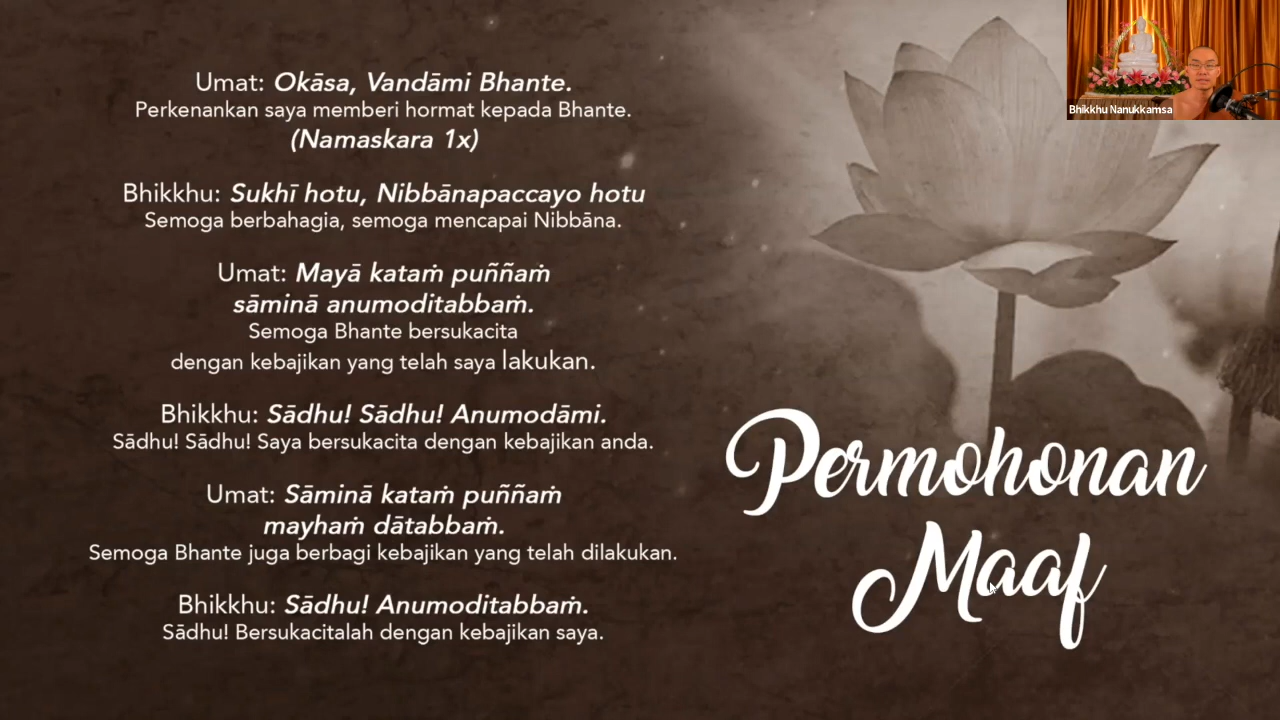 Umat: Okāsa, Vandāmi Bhante.
Perkenankan saya memberi hormat kepada Bhante.
(Namaskara 1x)
Bhikkhu: Sukhī hotu, Nibbānapaccayo hotu
Semoga berbahagia, semoga mencapai Nibbāna.
Umat: Mayā kataṁ puññaṁ
sāminā anumoditabbaṁ.
Semoga Bhante bersukacita
dengan kebajikan yang telah saya lakukan.
Bhikkhu: Sādhu! Sādhu! Anumodāmi.
Sādhu! Sādhu! Saya bersukacita dengan kebajikan anda.
Umat: Sāminā kataṁ puññaṁ
mayhaṁ dātabbaṁ.
Semoga Bhante juga berbagi kebajikan yang telah dilakukan.
Bhikkhu: Sādhu! Anumoditabbaṁ.
Sādhu! Bersukacitalah dengan kebajikan saya.
Permohonan
Maaf
Bhikkhu Nanukkamsa